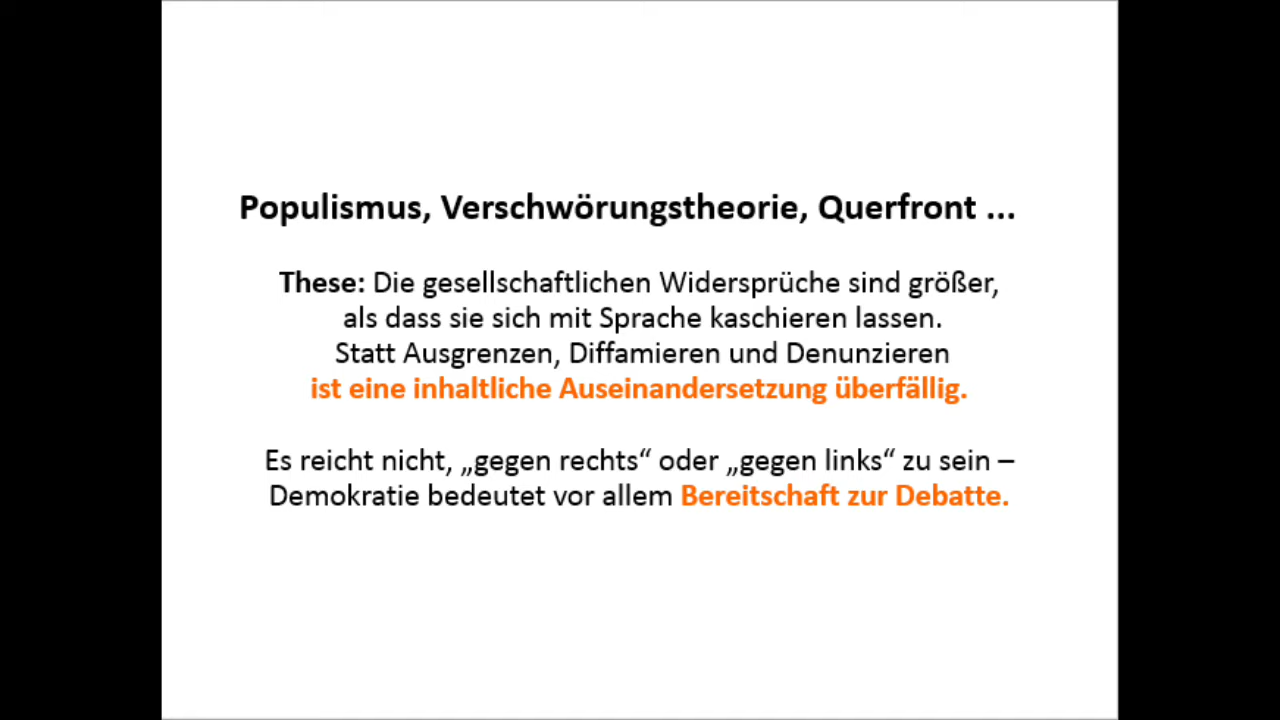 Populismus, Verschwörungstheorie, Querfront ...
These: Die gesellschaftlichen Widersprüche sind größer,
als dass sie sich mit Sprache kaschieren lassen.
Statt Ausgrenzen, Diffamieren und Denunzieren
ist eine inhaltliche Auseinandersetzung überfällig.
Es reicht nicht, „gegen rechts“ oder „gegen links“ zu sein –
Demokratie bedeutet vor allem Bereitschaft zur Debatte.